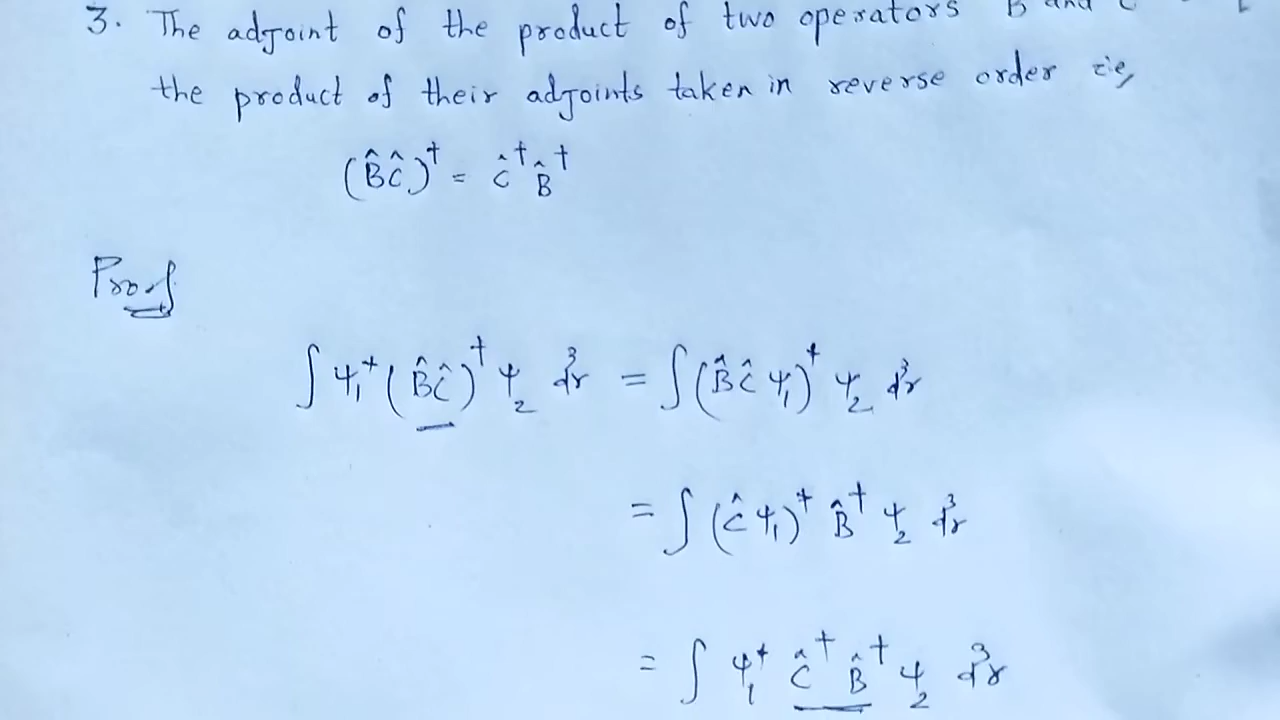 3. The adjoint of the product of two operators B and C
the product of their adjoints taken in reverse order i.e,
(B̂Ĉ)† = Ĉ†B̂†
Proof
∫ψ₁†(B̂Ĉ)†ψ₂ d³r = ∫(B̂Ĉψ₁)†ψ₂ d³r
= ∫(Ĉψ₁)†B̂†ψ₂ d³r
= ∫ψ₁†Ĉ†B̂†ψ₂ d³r